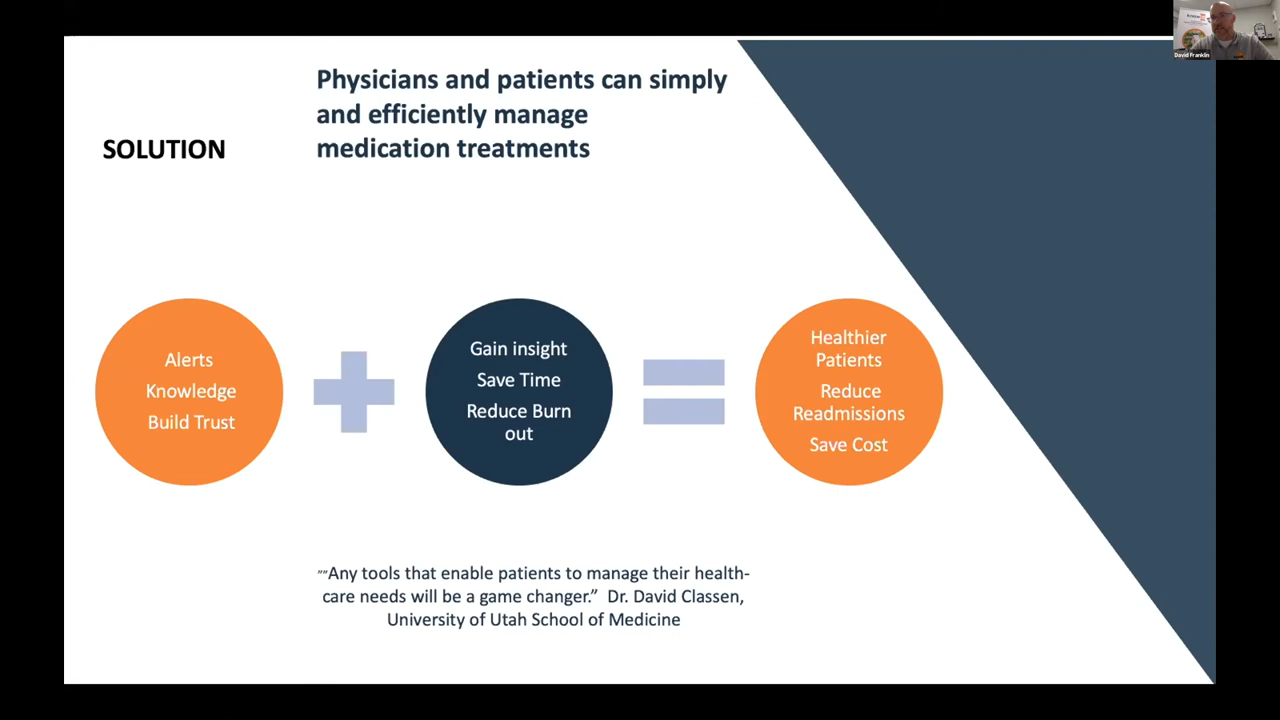 Physicians and patients can simply
and efficiently manage
medication treatments
SOLUTION
Alerts
Knowledge
Build Trust
Gain insight
Save Time
Reduce Burn
out
Healthier
Patients
Reduce
Readmissions
Save Cost
””Any tools that enable patients to manage their health-
care needs will be a game changer.” Dr. David Classen,
University of Utah School of Medicine
David Franklin